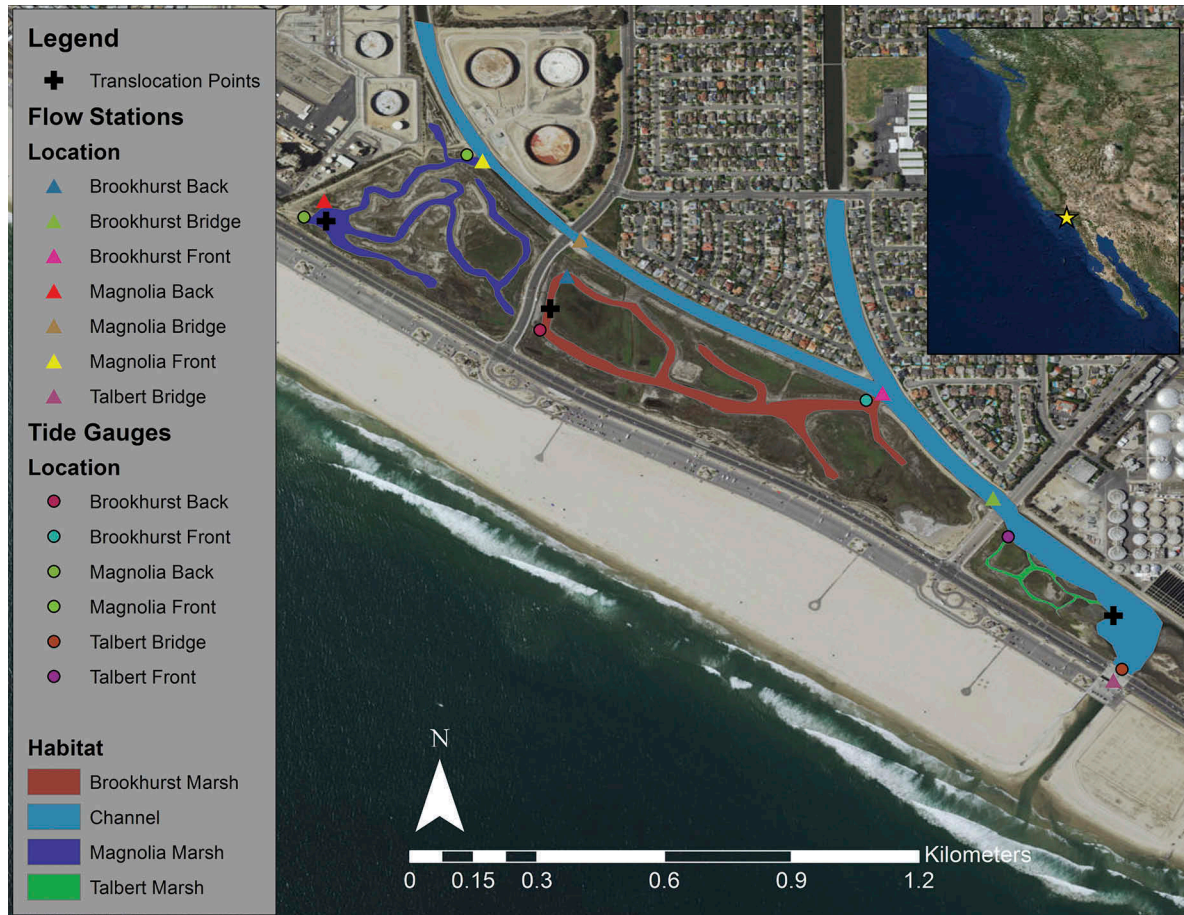 Legend
Translocation Points
Flow Stations
Location
Brookhurst Back
Brookhurst Bridge
Brookhurst Front
Magnolia Back
Magnolia Bridge
Magnolia Front
Talbert Bridge
Tide Gauges
Location
Brookhurst Back
Brookhurst Front
Magnolia Back
Magnolia Front
Talbert Bridge
Talbert Front
Habitat
Brookhurst Marsh
Channel
Magnolia Marsh
Talbert Marsh
N
Kilometers
0 0.15 0.3 0.6 0.9 1.2